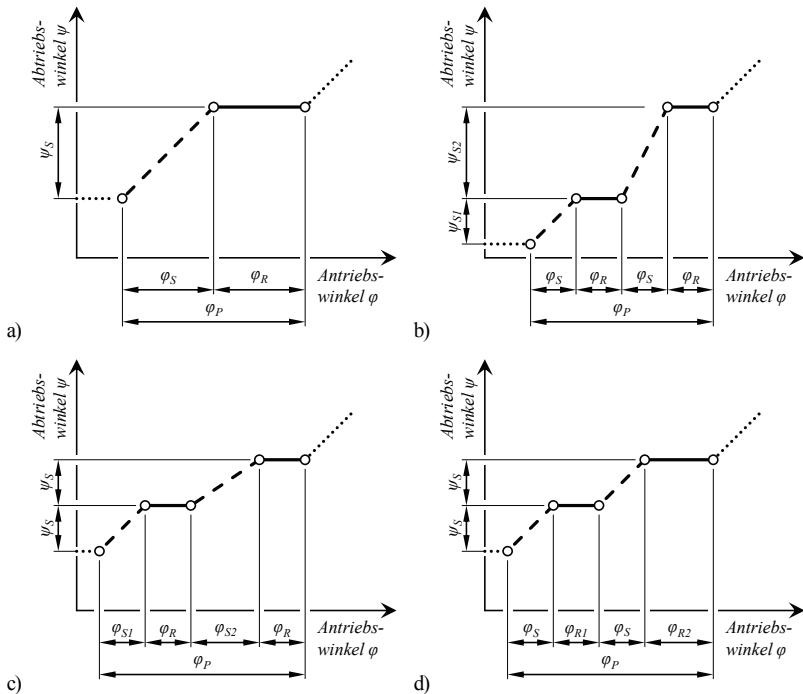 Abtriebs-
winkel ψ
ψS
φS
φR
Antriebs-
winkel φ
φP
a)
Abtriebs-
winkel ψ
ψS2
ψS1
φS
φR
φS
φR
Antriebs-
winkel φ
φP
b)
Abtriebs-
winkel ψ
ψS
ψS
φS1
φR
φS2
φR
Antriebs-
winkel φ
φP
c)
Abtriebs-
winkel ψ
ψS
ψS
φS
φR1
φS
φR2
Antriebs-
winkel φ
φP
d)